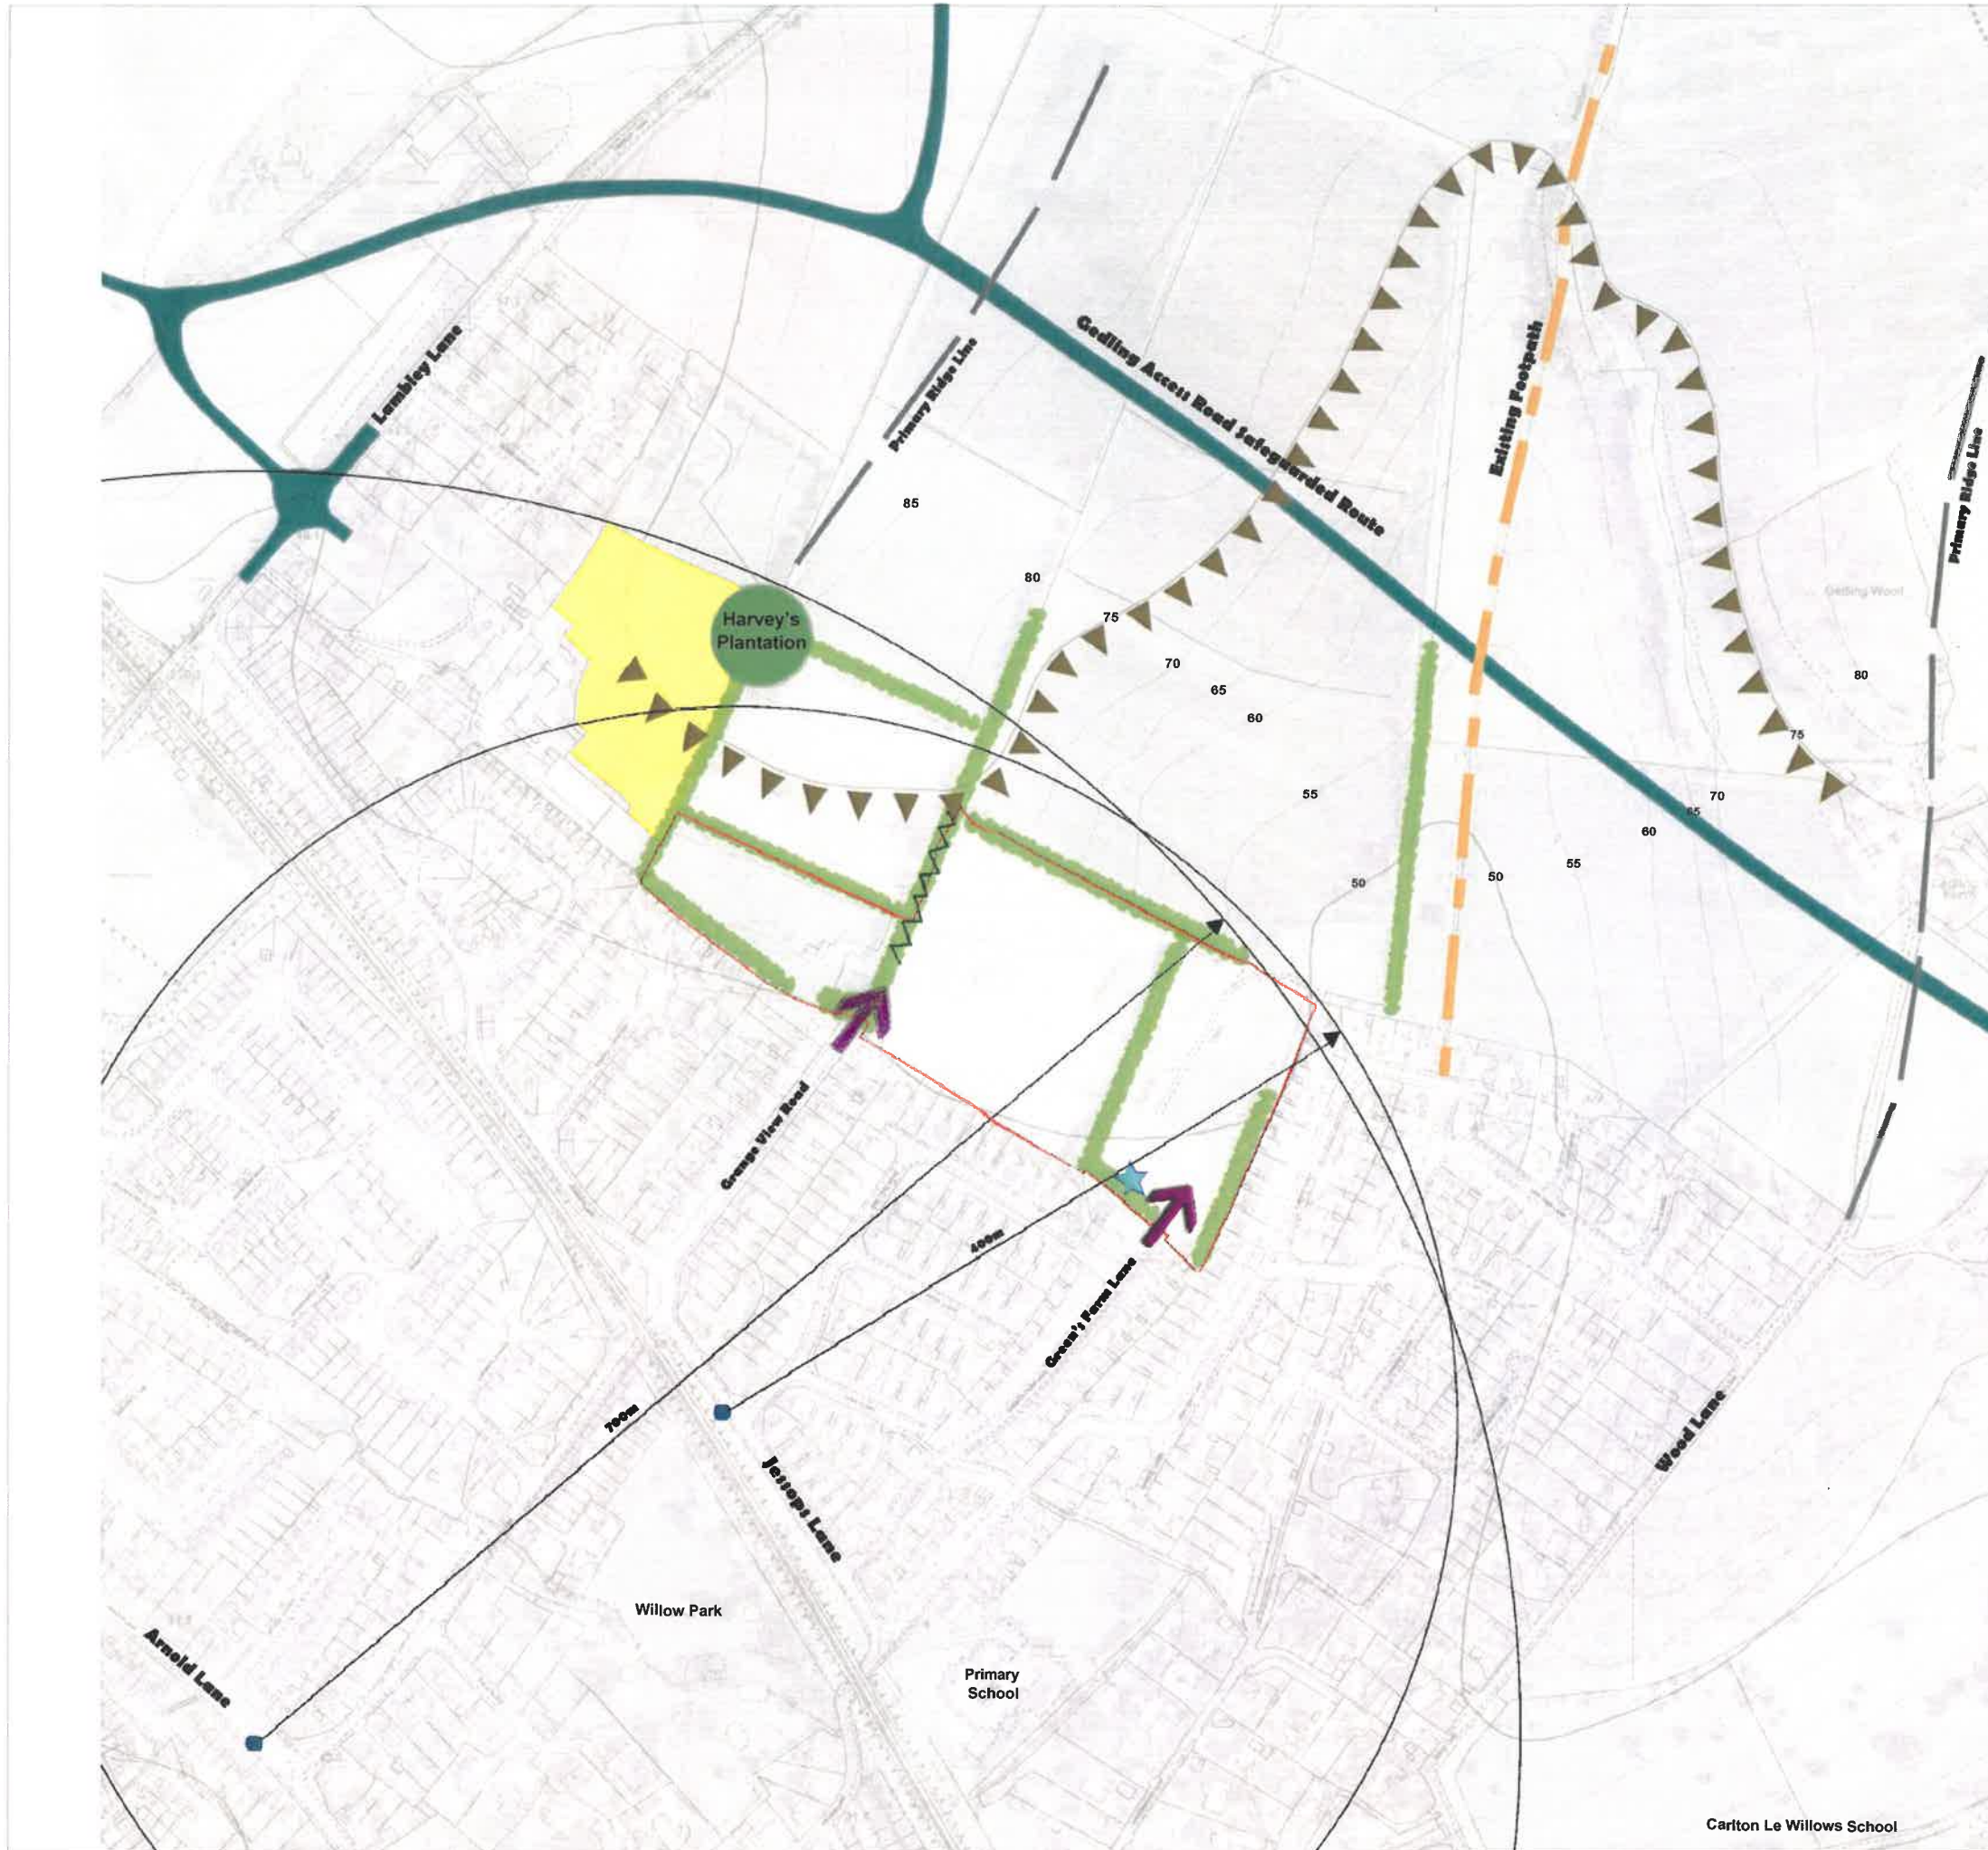 Lambley Lane
Primary Ridge Line
Gedling Access Road Safeguarded Route
Existing Footpath
Primary Ridge Line
85
80
75
70
65
60
55
50
50
55
60
65
70
75
80
Gedling Wood
Harvey's
Plantation
Grange View Road
Green's Farm Lane
400m
700m
Jessops Lane
Wood Lane
Arnold Lane
Willow Park
Primary
School
Carlton Le Willows School